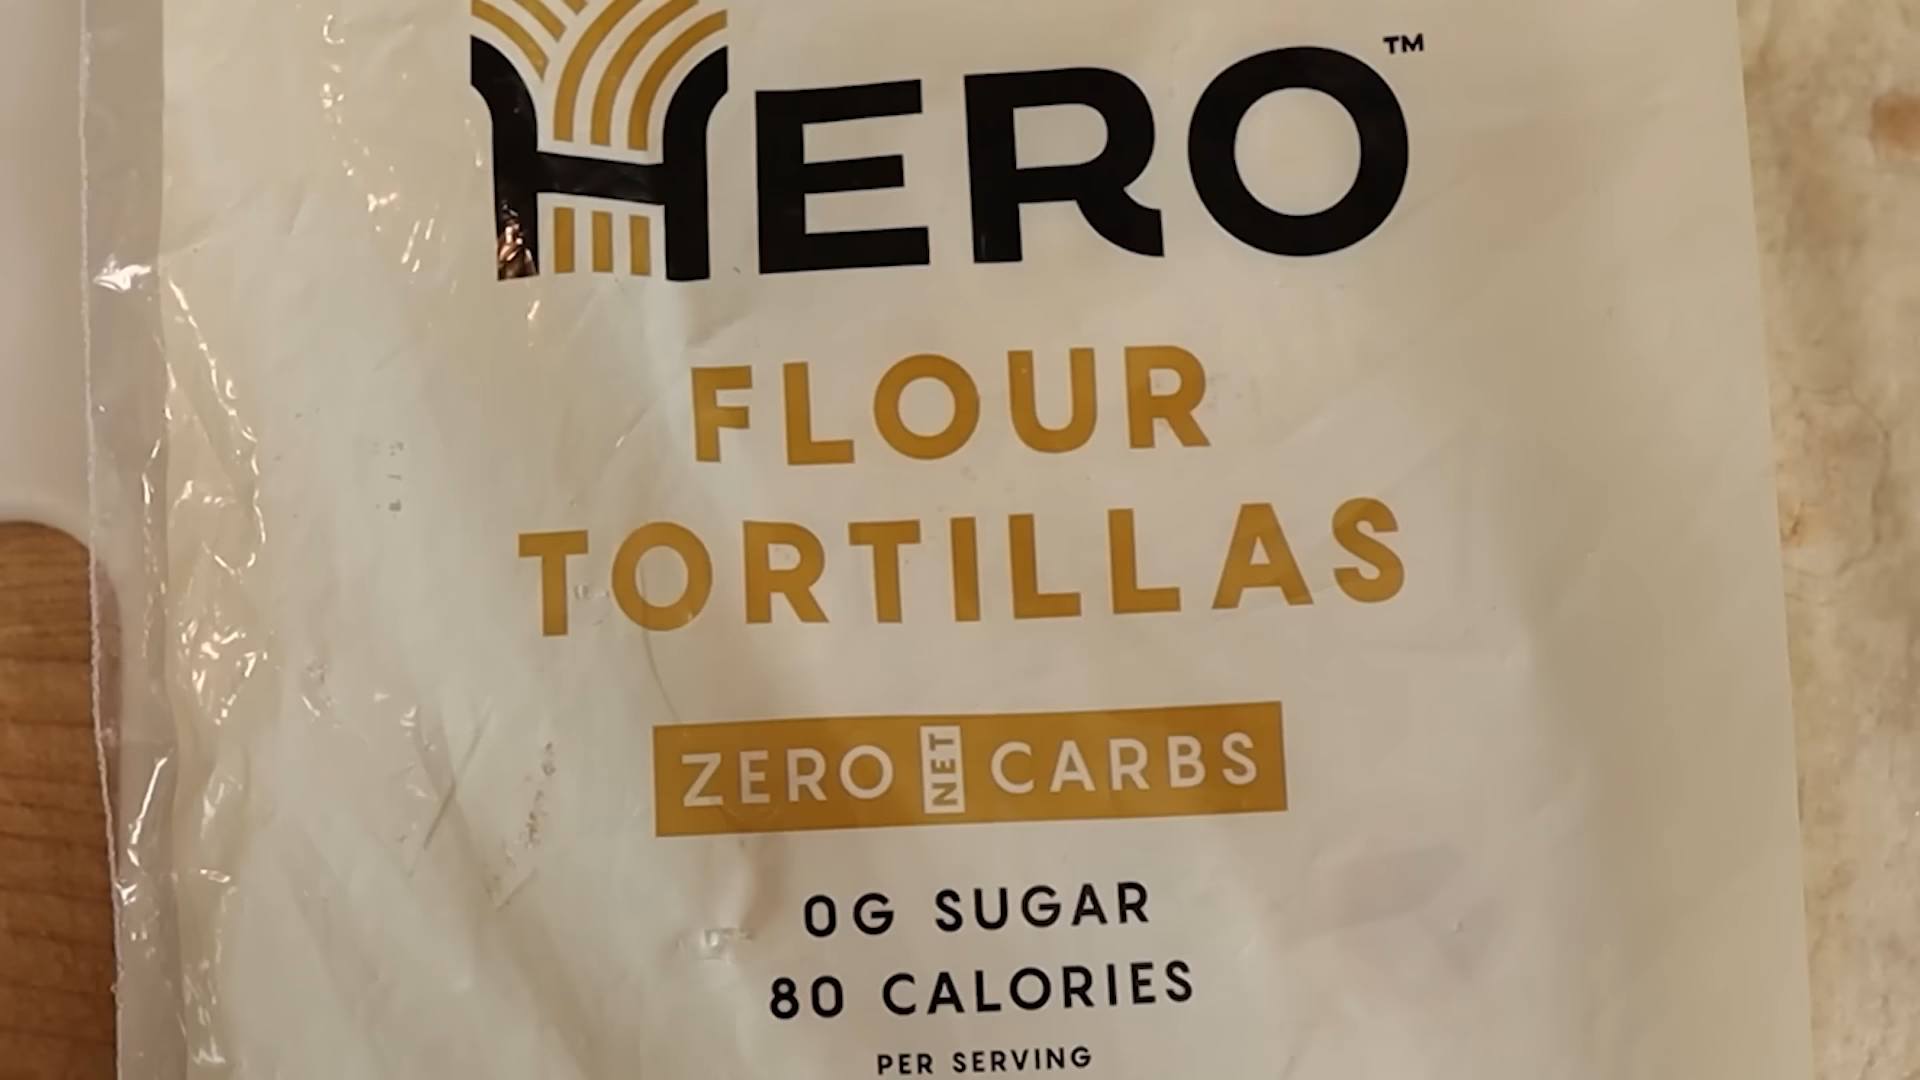 HERO™
FLOUR
TORTILLAS
ZERO NET CARBS
0G SUGAR
80 CALORIES
PER SERVING